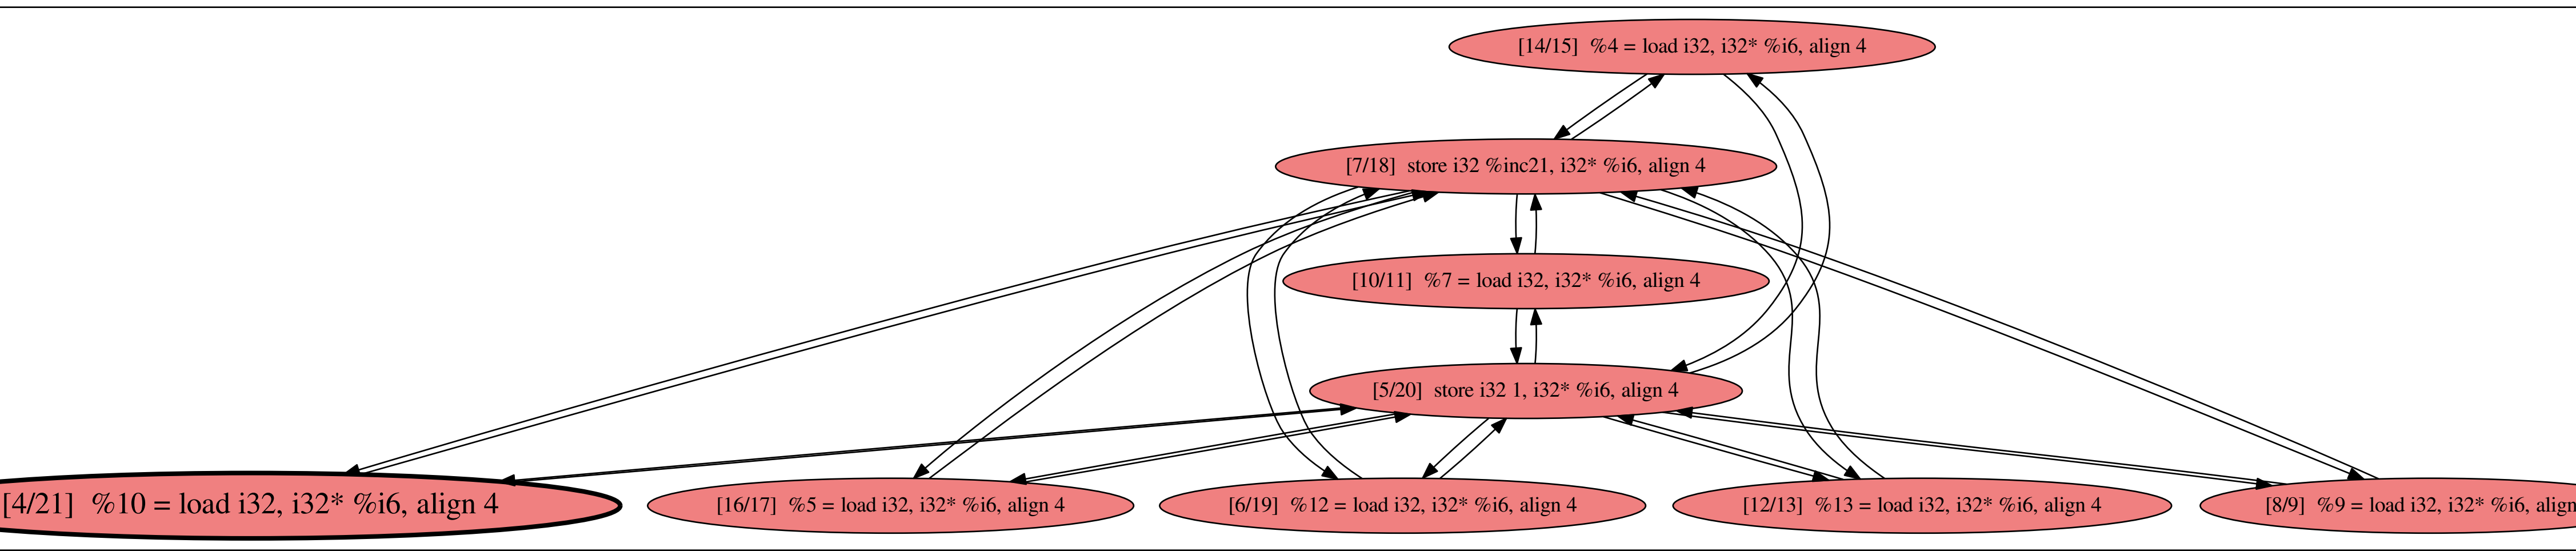 [14/15] %4 = load i32, i32* %i6, align 4
[7/18] store i32 %inc21, i32* %i6, align 4
[10/11] %7 = load i32, i32* %i6, align 4
[5/20] store i32 1, i32* %i6, align 4
[4/21] %10 = load i32, i32* %i6, align 4
[16/17] %5 = load i32, i32* %i6, align 4
[6/19] %12 = load i32, i32* %i6, align 4
[12/13] %13 = load i32, i32* %i6, align 4
[8/9] %9 = load i32, i32* %i6, align